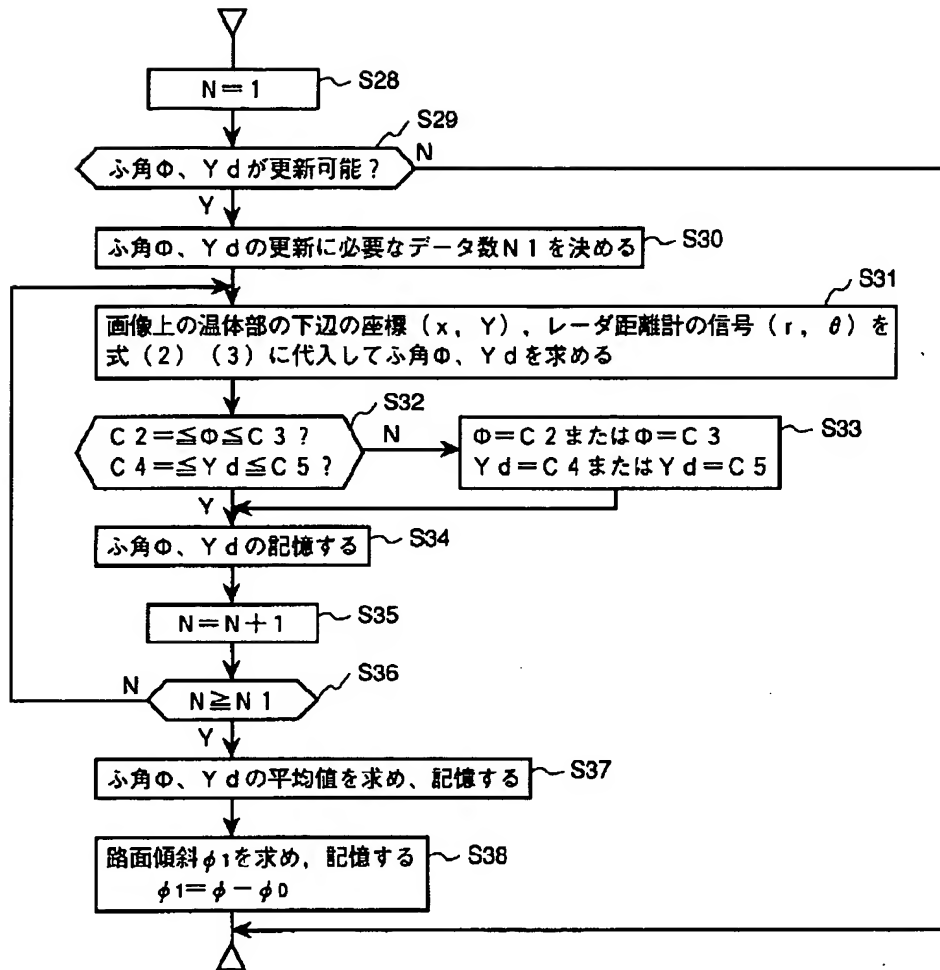 N=1
S28
S29
ふ角Φ、Ydが更新可能?
N
Y
ふ角Φ、Ydの更新に必要なデータ数N1を決める
S30
S31
画像上の温体部の下辺の座標(x,Y),レーダ距離計の信号(r,θ)を
式(2)(3)に代入してふ角Φ、Ydを求める
S32
C2=≦Φ≦C3?
C4=≦Yd≦C5?
N
Φ=C2またはΦ=C3
Yd=C4またはYd=C5
S33
Y
ふ角Φ、Ydの記憶する
S34
N=N+1
S35
S36
N
N≧N1
Y
ふ角Φ、Ydの平均値を求め、記憶する
S37
路面傾斜φ1を求め,記憶する
φ1=φ-φ0
S38